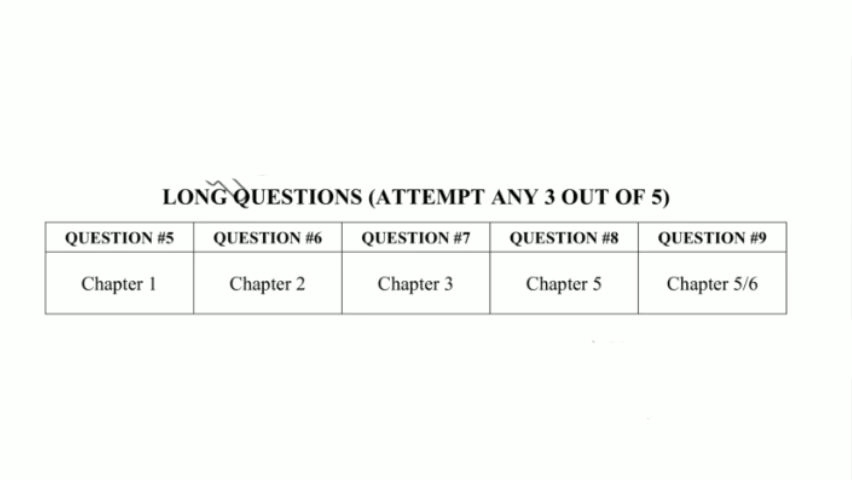 LONG QUESTIONS (ATTEMPT ANY 3 OUT OF 5)
QUESTION #5 QUESTION #6 QUESTION #7 QUESTION #8 QUESTION #9
Chapter 1 Chapter 2 Chapter 3 Chapter 5 Chapter 5/6